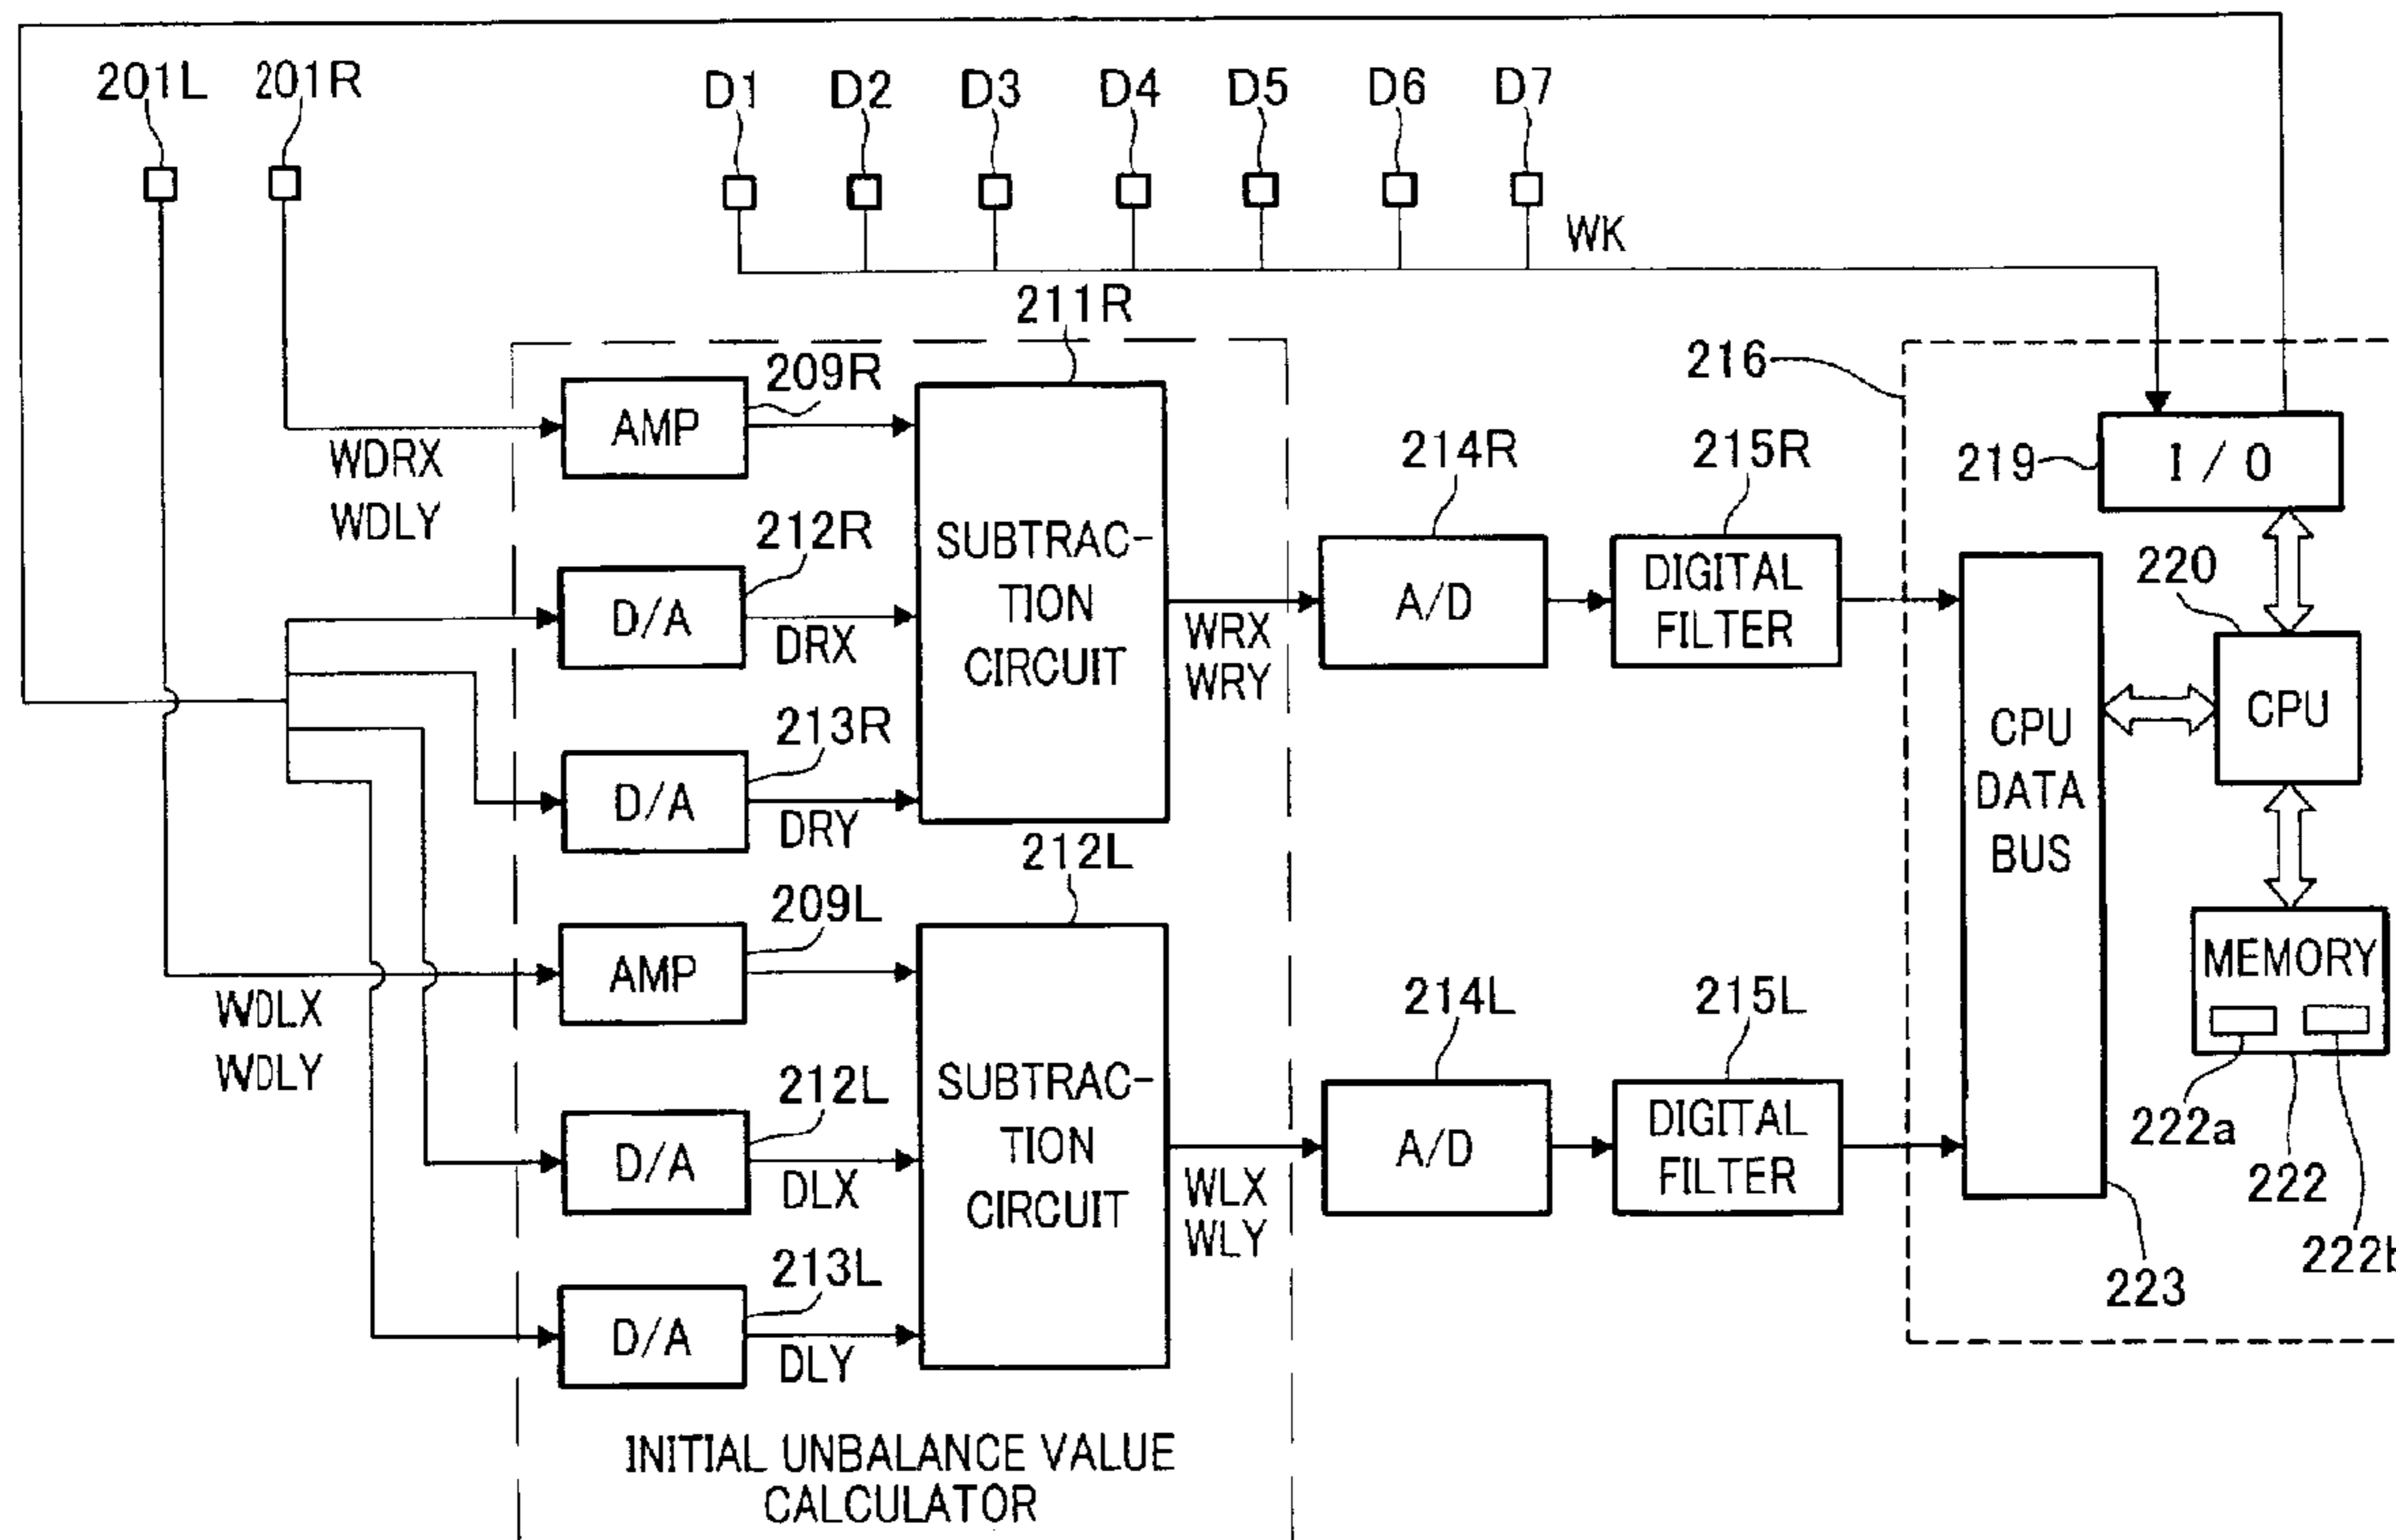 201L
201R
D1
D2
D3
D4
D5
D6
D7
WK
211R
209R
AMP
WDRX
WDLY
212R
D/A
DRX
213R
D/A
DRY
SUBTRAC-
TION
CIRCUIT
WRX
WRY
214R
A/D
215R
DIGITAL
FILTER
216
219
I/O
220
CPU
CPU
DATA
BUS
MEMORY
222a
222
222b
223
212L
209L
AMP
WDLX
WDLY
212L
D/A
DLX
213L
D/A
DLY
SUBTRAC-
TION
CIRCUIT
WLX
WLY
214L
A/D
215L
DIGITAL
FILTER
INITIAL UNBALANCE VALUE
CALCULATOR